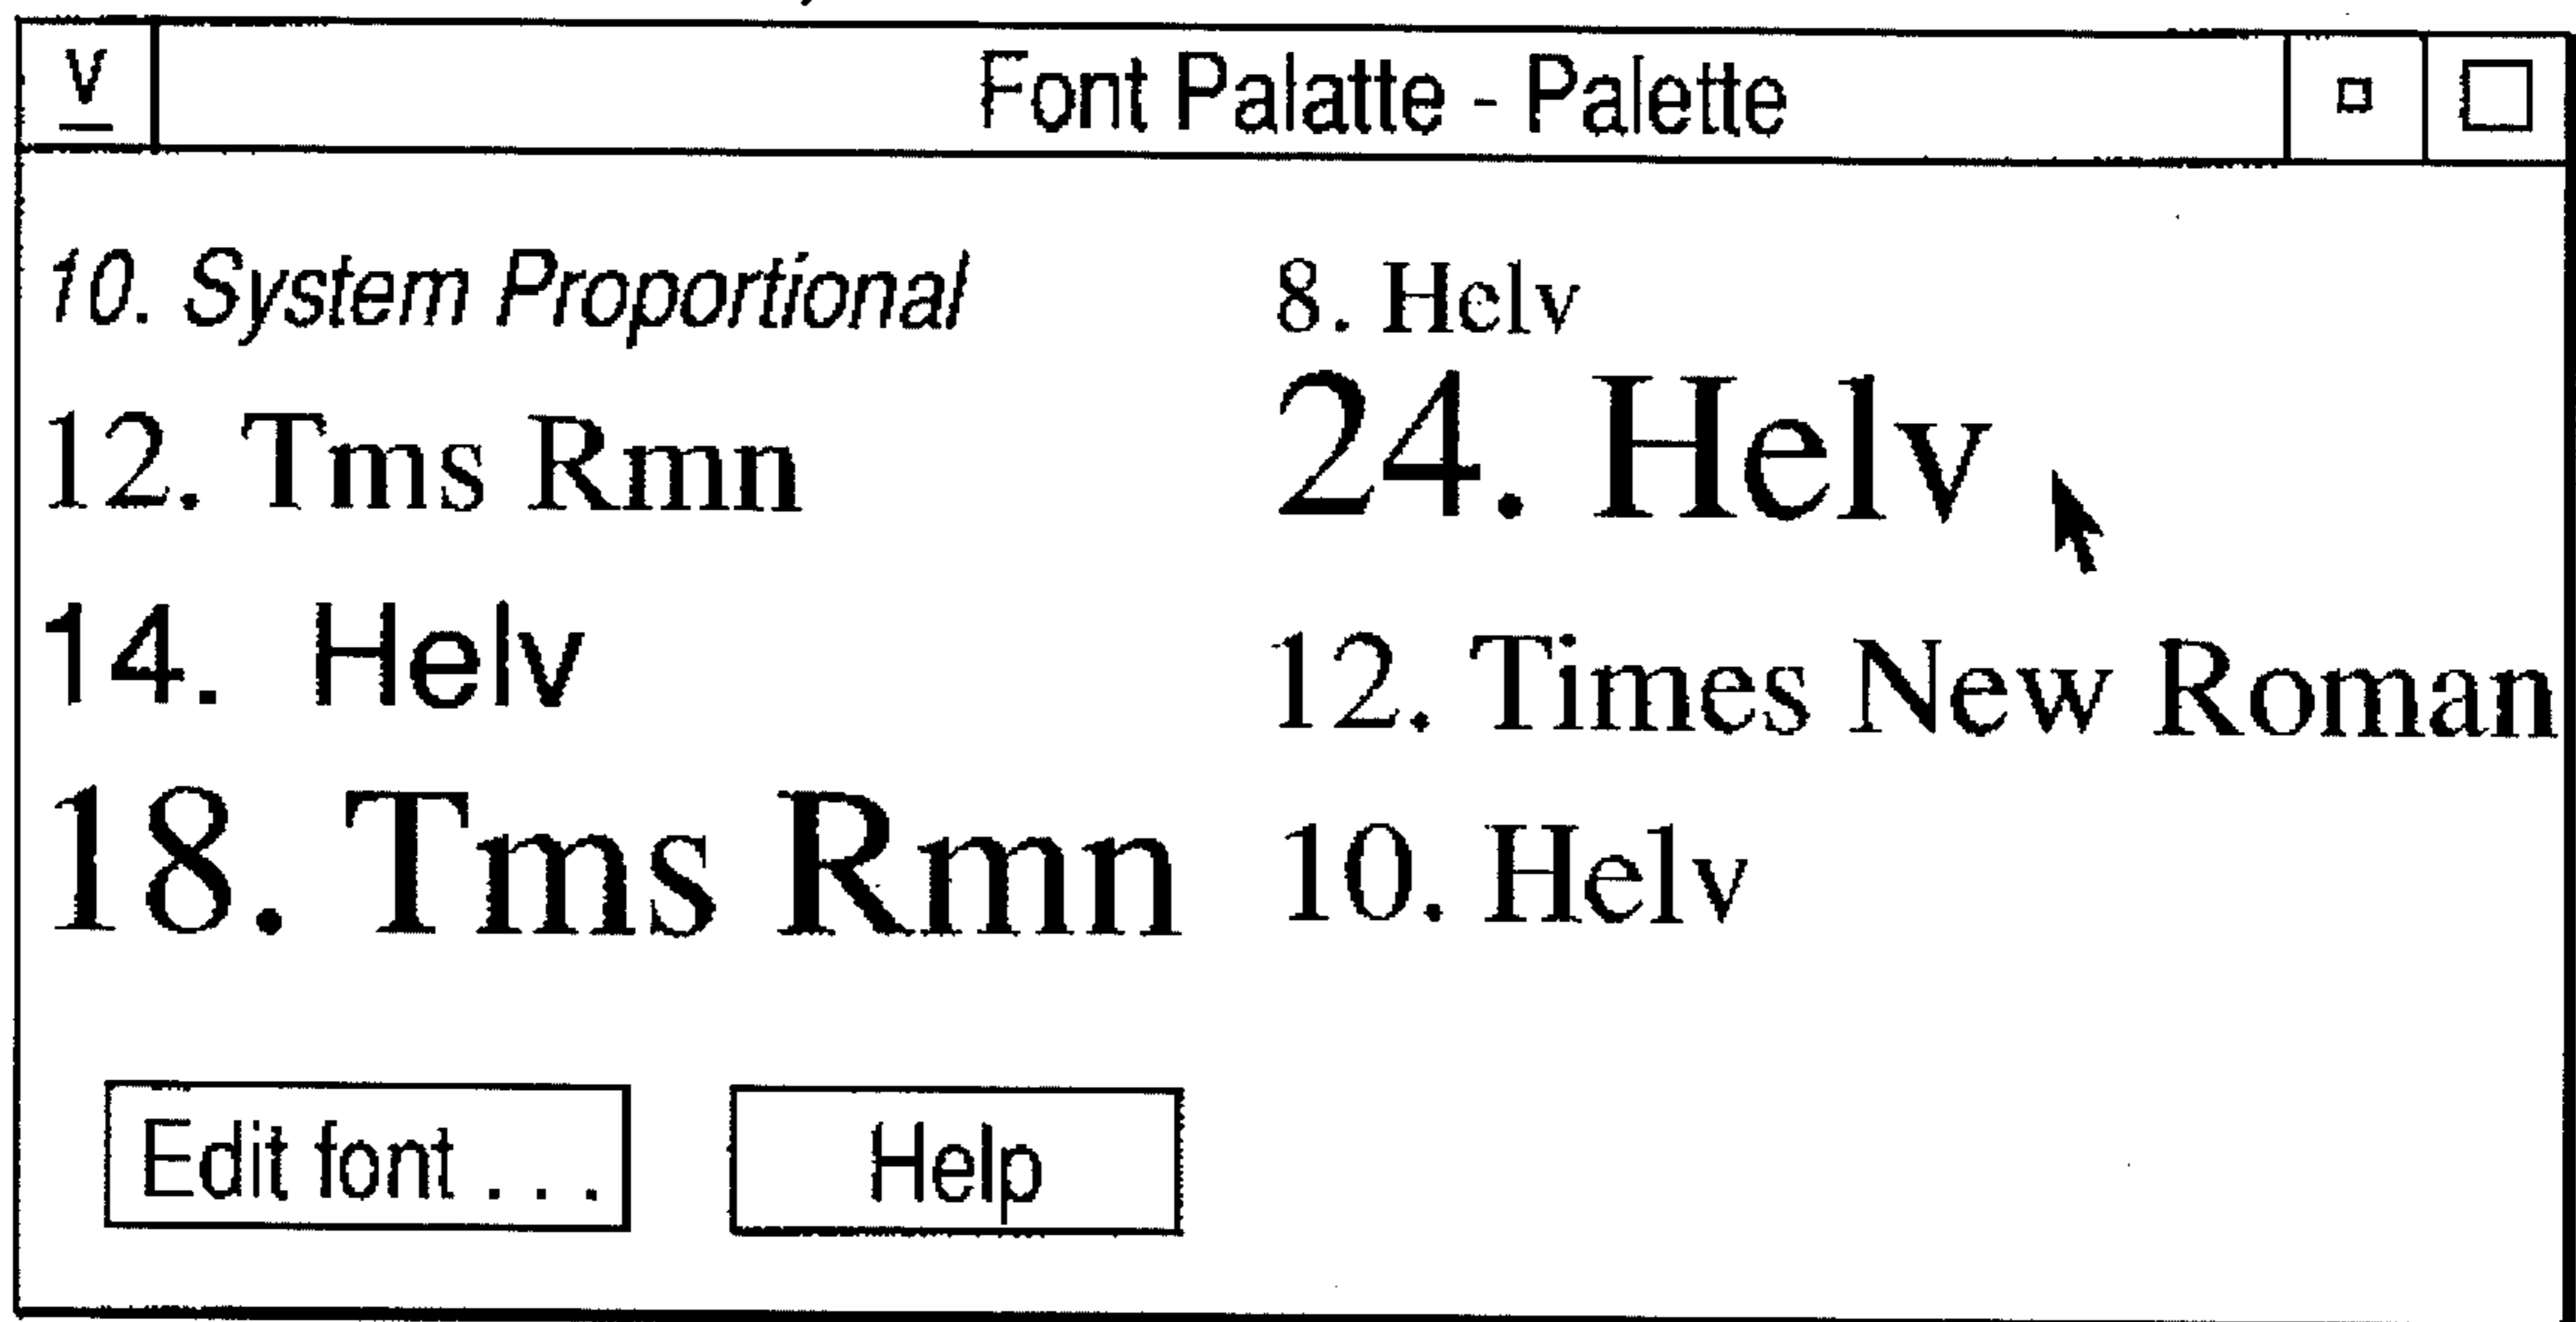 v Font Palatte - Palette
10. System Proportional
8. Helv
12. Tms Rmn
24. Helv
14. Helv
12. Times New Roman
18. Tms Rmn
10. Helv
Edit font . . .
Help